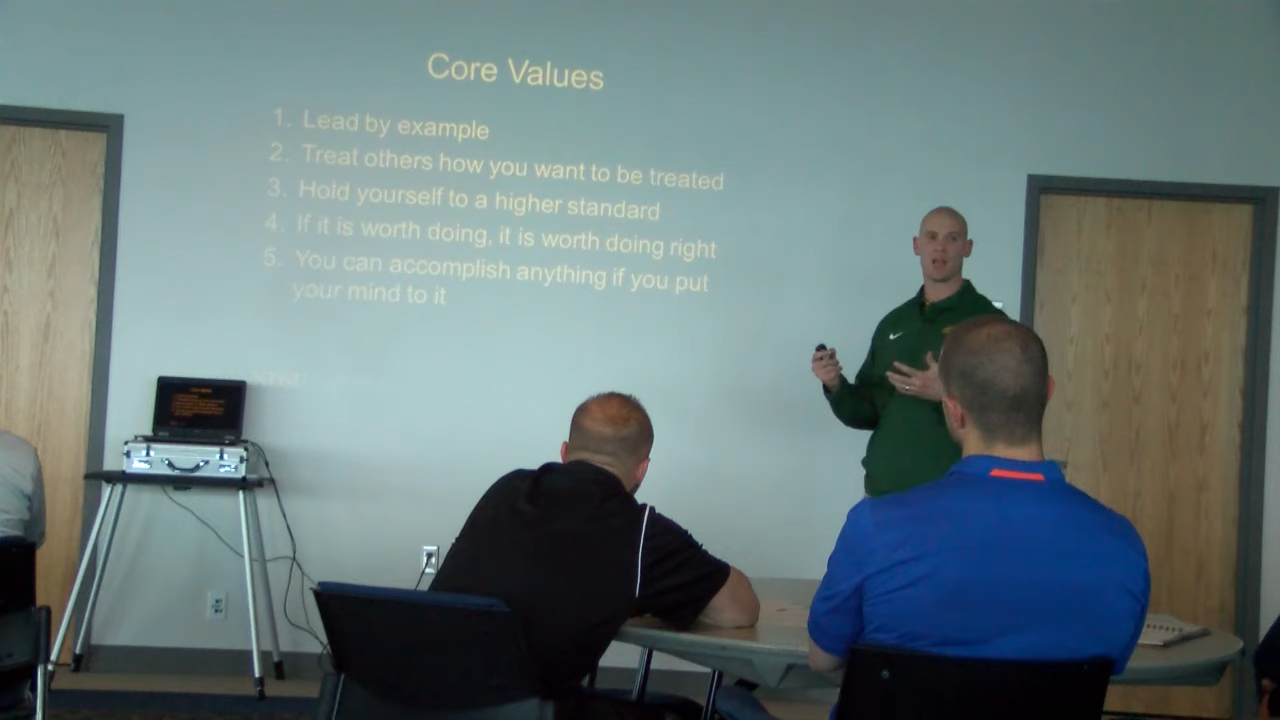 Core Values
1. Lead by example
2. Treat others how you want to be treated
3. Hold yourself to a higher standard
4. If it is worth doing, it is worth doing right
5. You can accomplish anything if you put
your mind to it